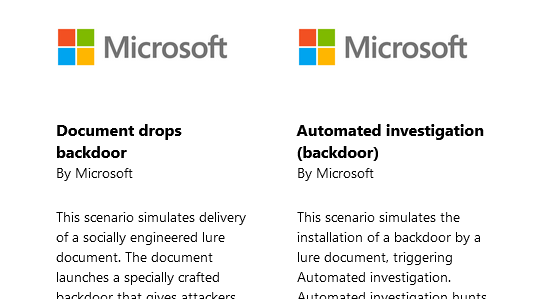 Microsoft
Document drops
backdoor
By Microsoft
This scenario simulates delivery
of a socially engineered lure
document. The document
launches a specially crafted
backdoor that gives attackers
Microsoft
Automated investigation
(backdoor)
By Microsoft
This scenario simulates the
installation of a backdoor by a
lure document, triggering
Automated investigation.
Automated investigation hunts